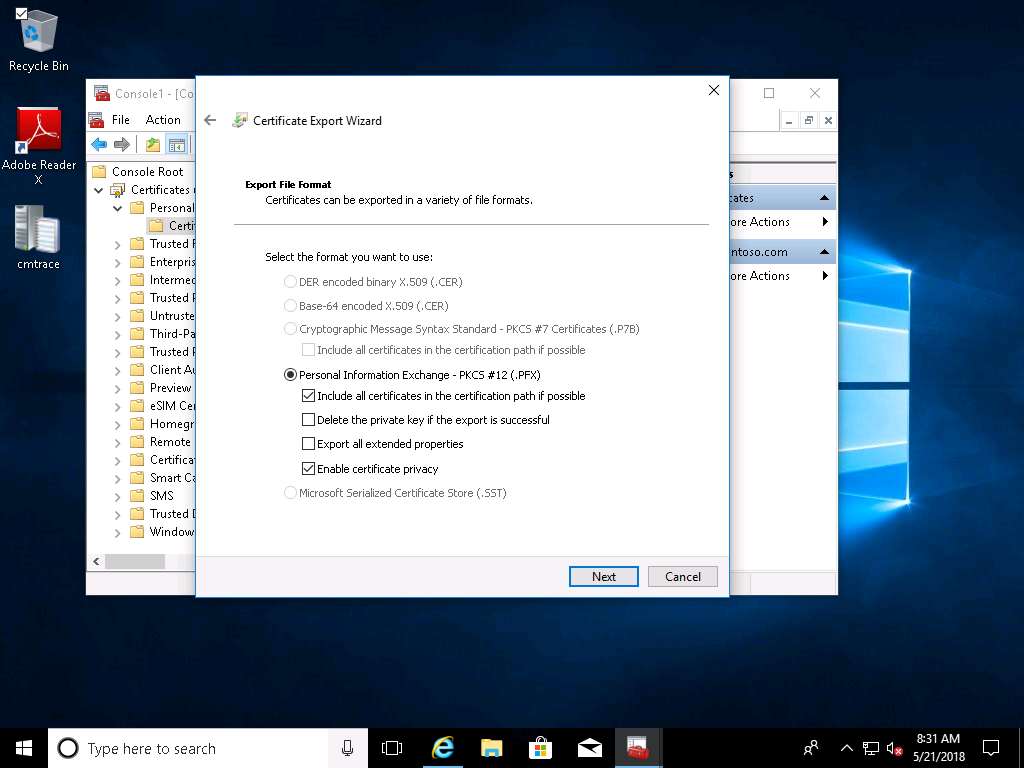 Recycle Bin
Adobe Reader
X
cmtrace
Console1 - [Co
File Action
Console Root
Certificates
Personal
Certi
Trusted
Enterpris
Intermed
Trusted
Untruste
Third-Pa
Trusted
Client Au
Preview
eSIM Cer
Homegr
Remote
Certifica
Smart Ca
SMS
Trusted
Window
Certificate Export Wizard
Export File Format
Certificates can be exported in a variety of file formats.
Select the format you want to use:
DER encoded binary X.509 (.CER)
Base-64 encoded X.509 (.CER)
Cryptographic Message Syntax Standard - PKCS #7 Certificates (.P7B)
Include all certificates in the certification path if possible
Personal Information Exchange - PKCS #12 (.PFX)
Include all certificates in the certification path if possible
Delete the private key if the export is successful
Export all extended properties
Enable certificate privacy
Microsoft Serialized Certificate Store (.SST)
Next Cancel
s
cates
ore Actions
ntoso.com
ore Actions
Type here to search
8:31 AM
5/21/2018